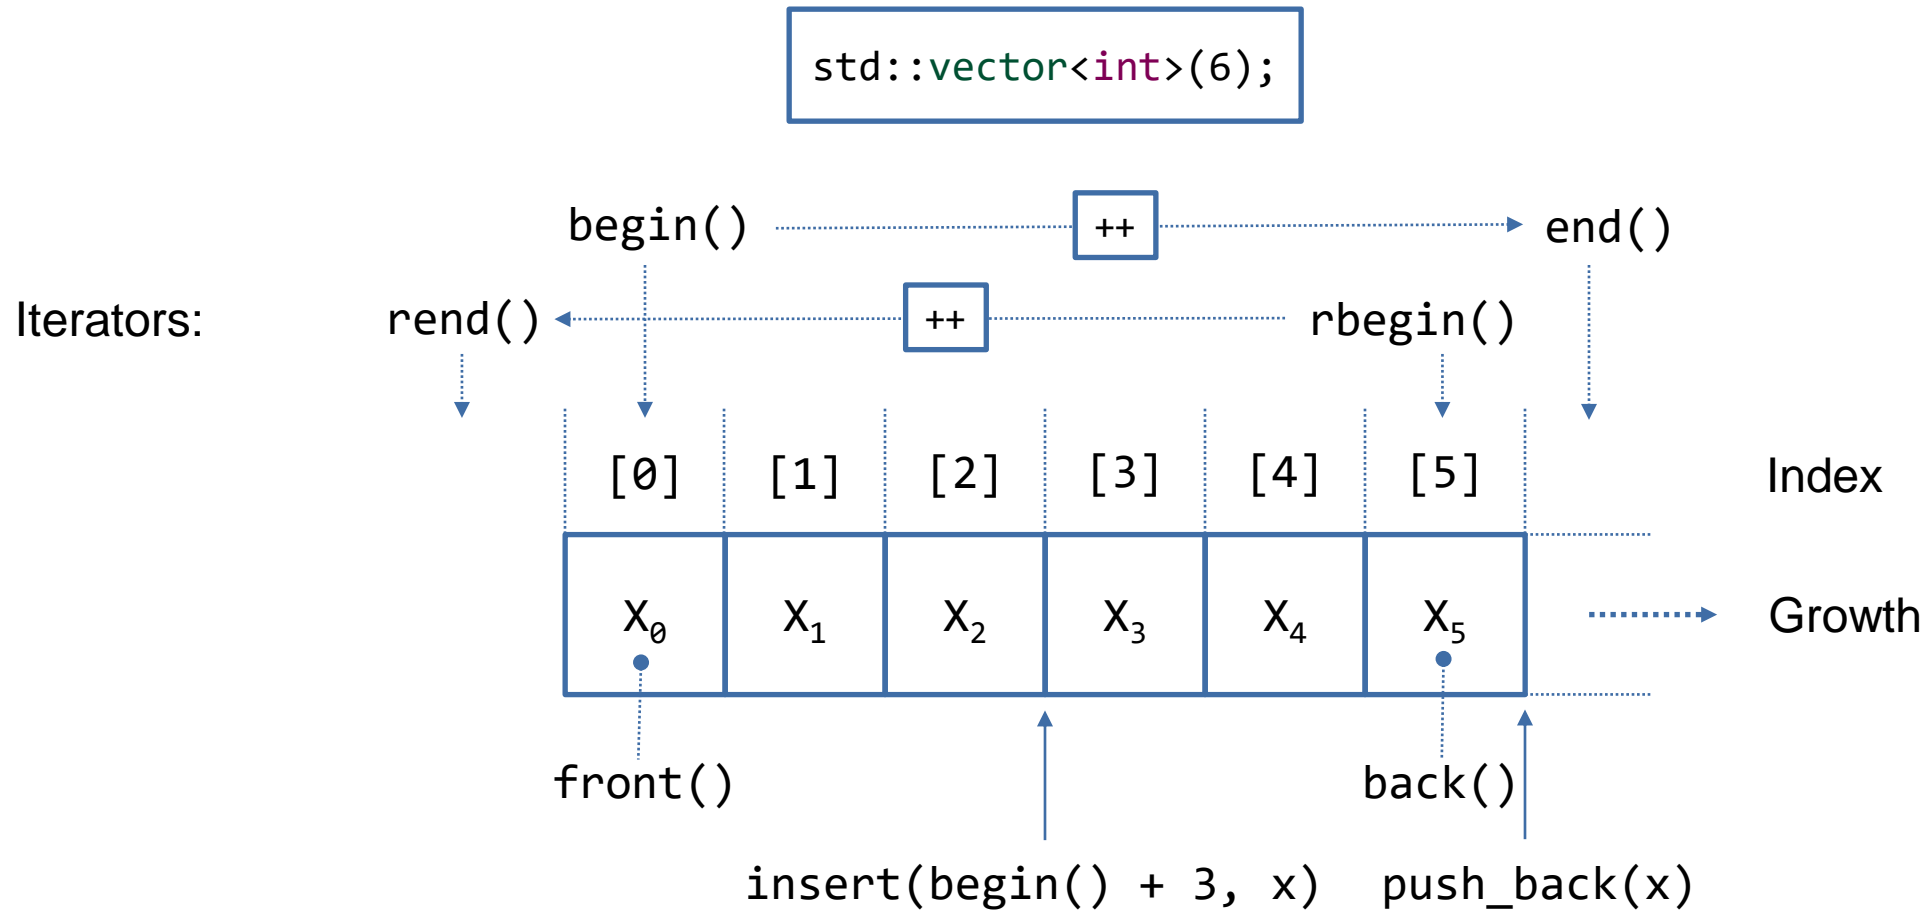 std::vector<int>(6);
begin() ++ end()
Iterators: rend() ++ rbegin()
[0] [1] [2] [3] [4] [5] Index
X₀ X₁ X₂ X₃ X₄ X₅ Growth
front() back()
insert(begin() + 3, x) push_back(x)